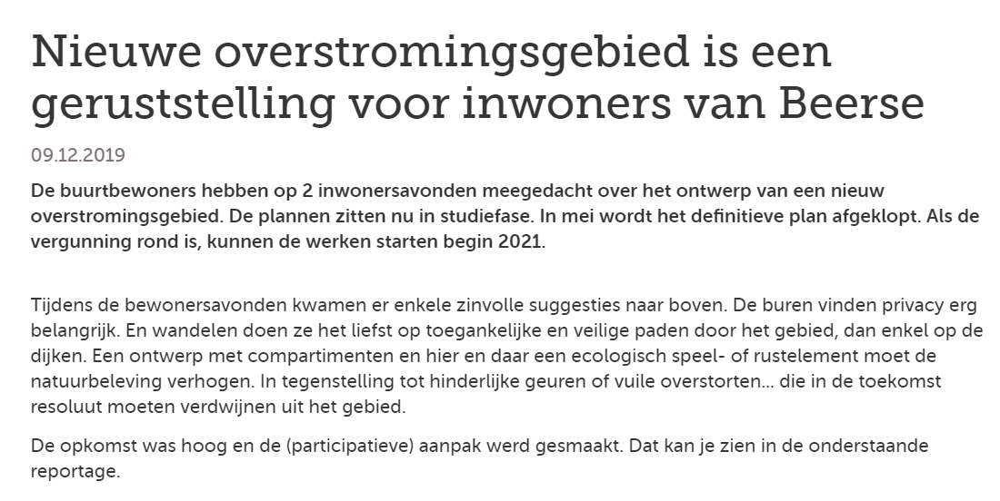 Nieuwe overstromingsgebied is een
geruststelling voor inwoners van Beerse
09.12.2019
De buurtbewoners hebben op 2 inwonersavonden meegedacht over het ontwerp van een nieuw
overstromingsgebied. De plannen zitten nu in studiefase. In mei wordt het definitieve plan afgeklopt. Als de
vergunning rond is, kunnen de werken starten begin 2021.
Tijdens de bewonersavonden kwamen er enkele zinvolle suggesties naar boven. De buren vinden privacy erg
belangrijk. En wandelen doen ze het liefst op toegankelijke en veilige paden door het gebied, dan enkel op de
dijken. Een ontwerp met compartimenten en hier en daar een ecologisch speel- of rustelement moet de
natuurbeleving verhogen. In tegenstelling tot hinderlijke geuren of vuile overstorten... die in de toekomst
resoluut moeten verdwijnen uit het gebied.
De opkomst was hoog en de (participatieve) aanpak werd gesmaakt. Dat kan je zien in de onderstaande
reportage.